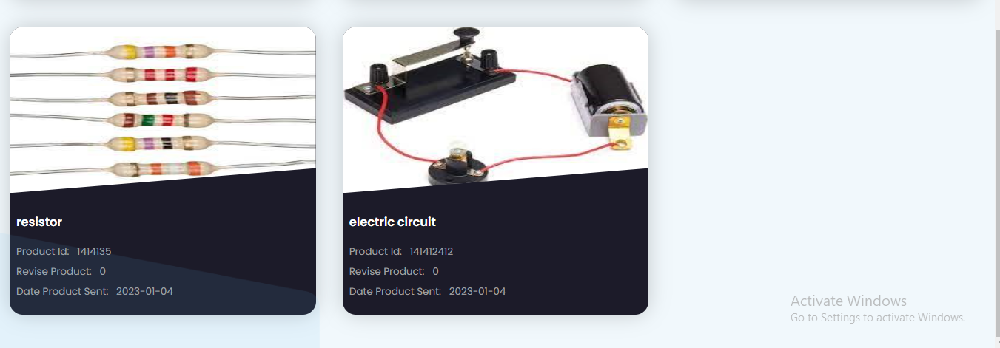 resistor
Product Id: 1414135
Revise Product: 0
Date Product Sent: 2023-01-04
electric circuit
Product Id: 141412412
Revise Product: 0
Date Product Sent: 2023-01-04
Activate Windows
Go to Settings to activate Windows.